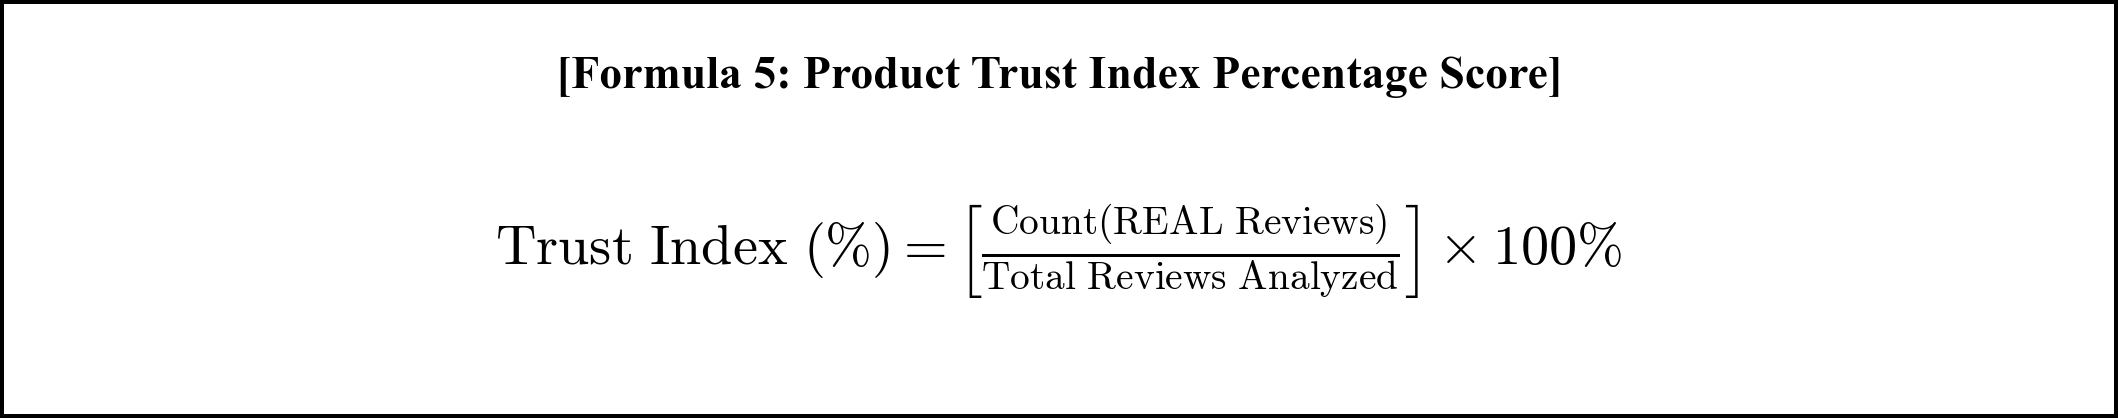 [Formula 5: Product Trust Index Percentage Score]
Trust Index (%) = [Count(REAL Reviews) / Total Reviews Analyzed] × 100%